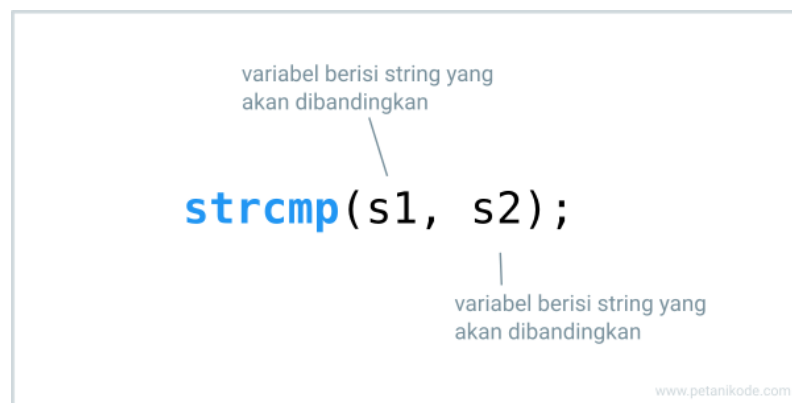 variabel berisi string yang
akan dibandingkan
strcmp(s1, s2);
variabel berisi string yang
akan dibandingkan
www.petanikode.com